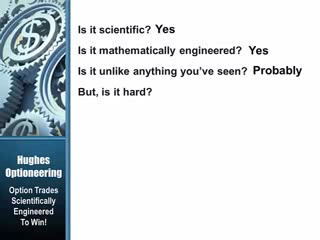 Is it scientific? Yes
Is it mathematically engineered? Yes
Is it unlike anything you've seen? Probably
But, is it hard?
Hughes
Optioneering
Option Trades
Scientifically
Engineered
To Win!